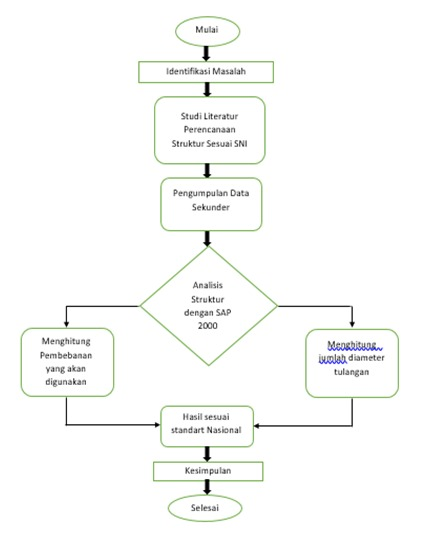 Mulai
Identifikasi Masalah
Studi Literatur
Perencanaan
Struktur Sesuai SNI
Pengumpulan Data
Sekunder
Analisis
Struktur
dengan SAP
2000
Menghitung
Pembebanan
yang akan
digunakan
Menghitung
jumlah diameter
tulangan
Hasil sesuai
standart Nasional
Kesimpulan
Selesai